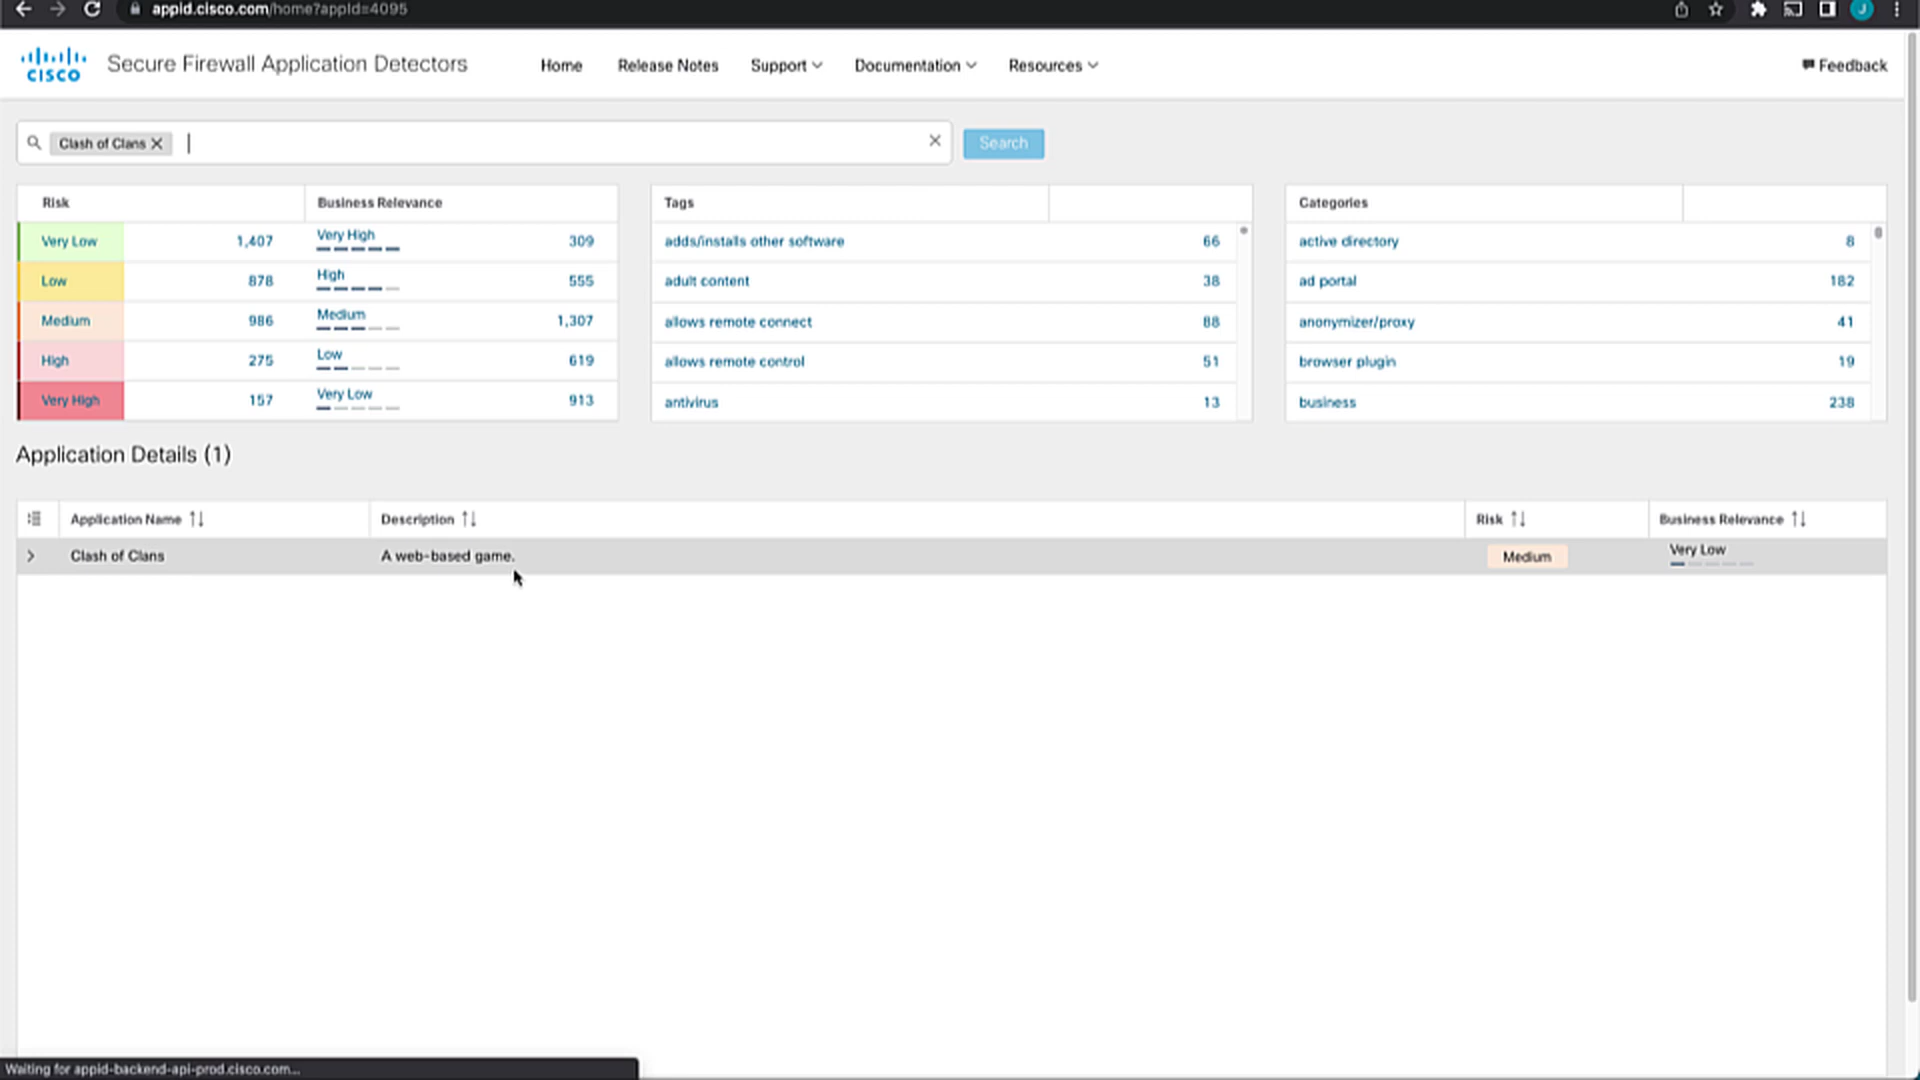 appid.cisco.com/home?appId=4095
J
CISCO
Secure Firewall Application Detectors
Home
Release Notes
Support
Documentation
Resources
Feedback
Clash of Clans
Search
Risk
Business Relevance
Very Low
1,407
Very High
309
Low
878
High
555
Medium
986
Medium
1,307
High
275
Low
619
Very High
157
Very Low
913
Tags
adds/installs other software
66
adult content
38
allows remote connect
88
allows remote control
51
antivirus
13
Categories
active directory
8
ad portal
182
anonymizer/proxy
41
browser plugin
19
business
238
Application Details (1)
Application Name
Description
Risk
Business Relevance
Clash of Clans
A web-based game.
Medium
Very Low
Waiting for appid-backend-api-prod.cisco.com...